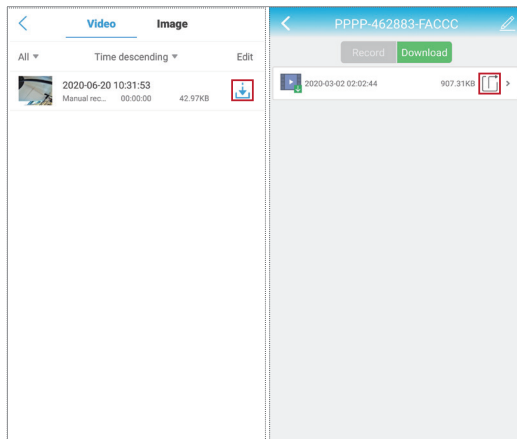 Video Image
All Time descending Edit
2020-06-20 10:31:53
Manual rec... 00:00:00 42.97KB
PPPP-462883-FACCC
Record Download
2020-03-02 02:02:44 907.31KB